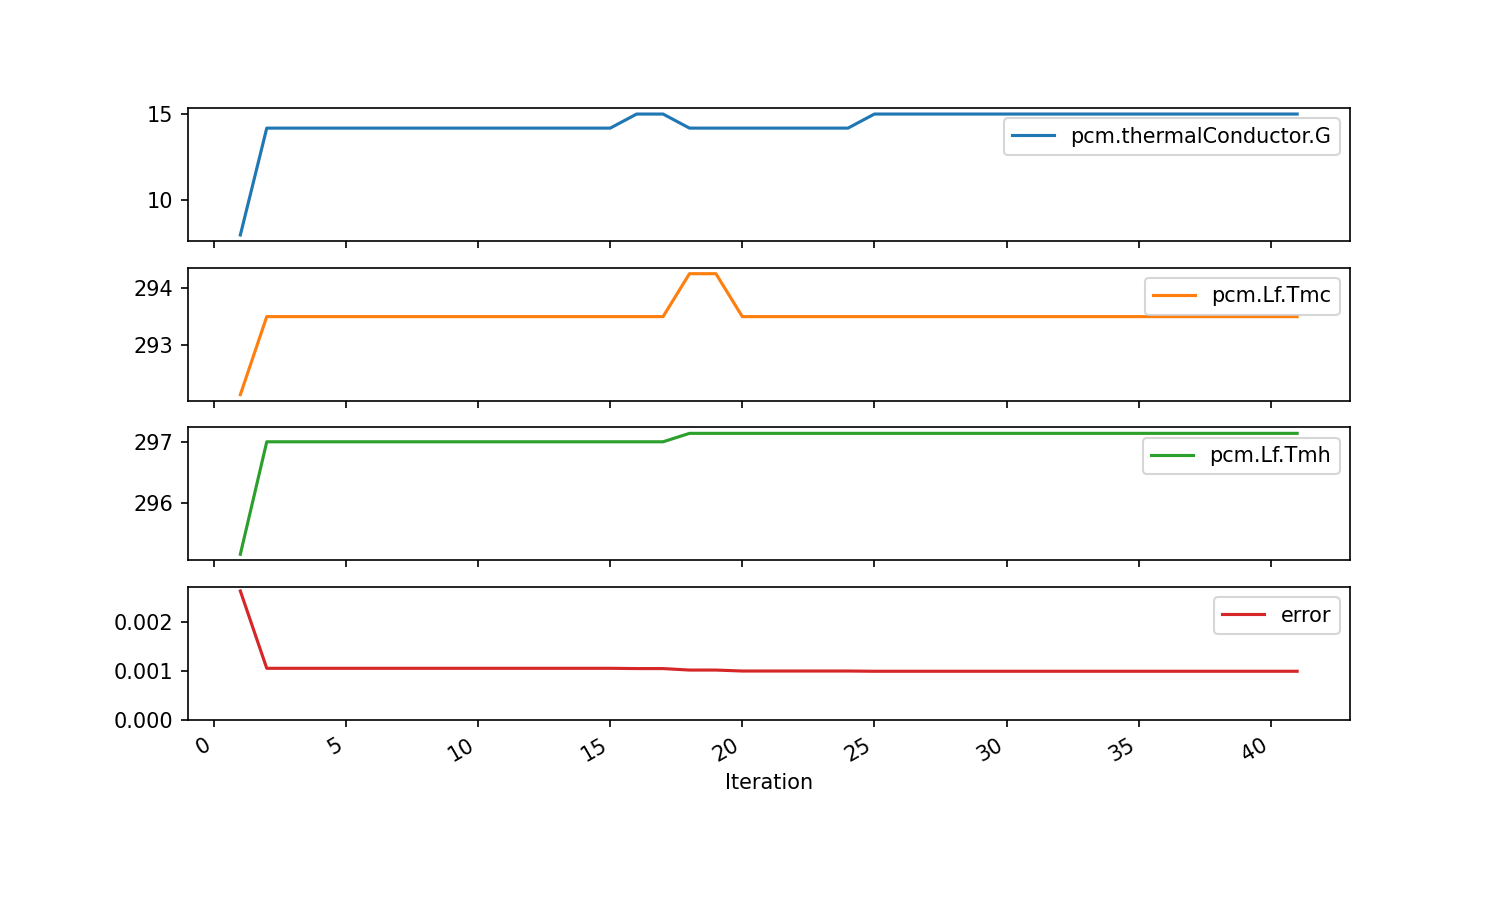 15
10
pcm.thermalConductor.G
294
293
pcm.Lf.Tmc
297
296
pcm.Lf.Tmh
0.002
0.001
0.000
error
0 5 10 15 20 25 30 35 40
Iteration